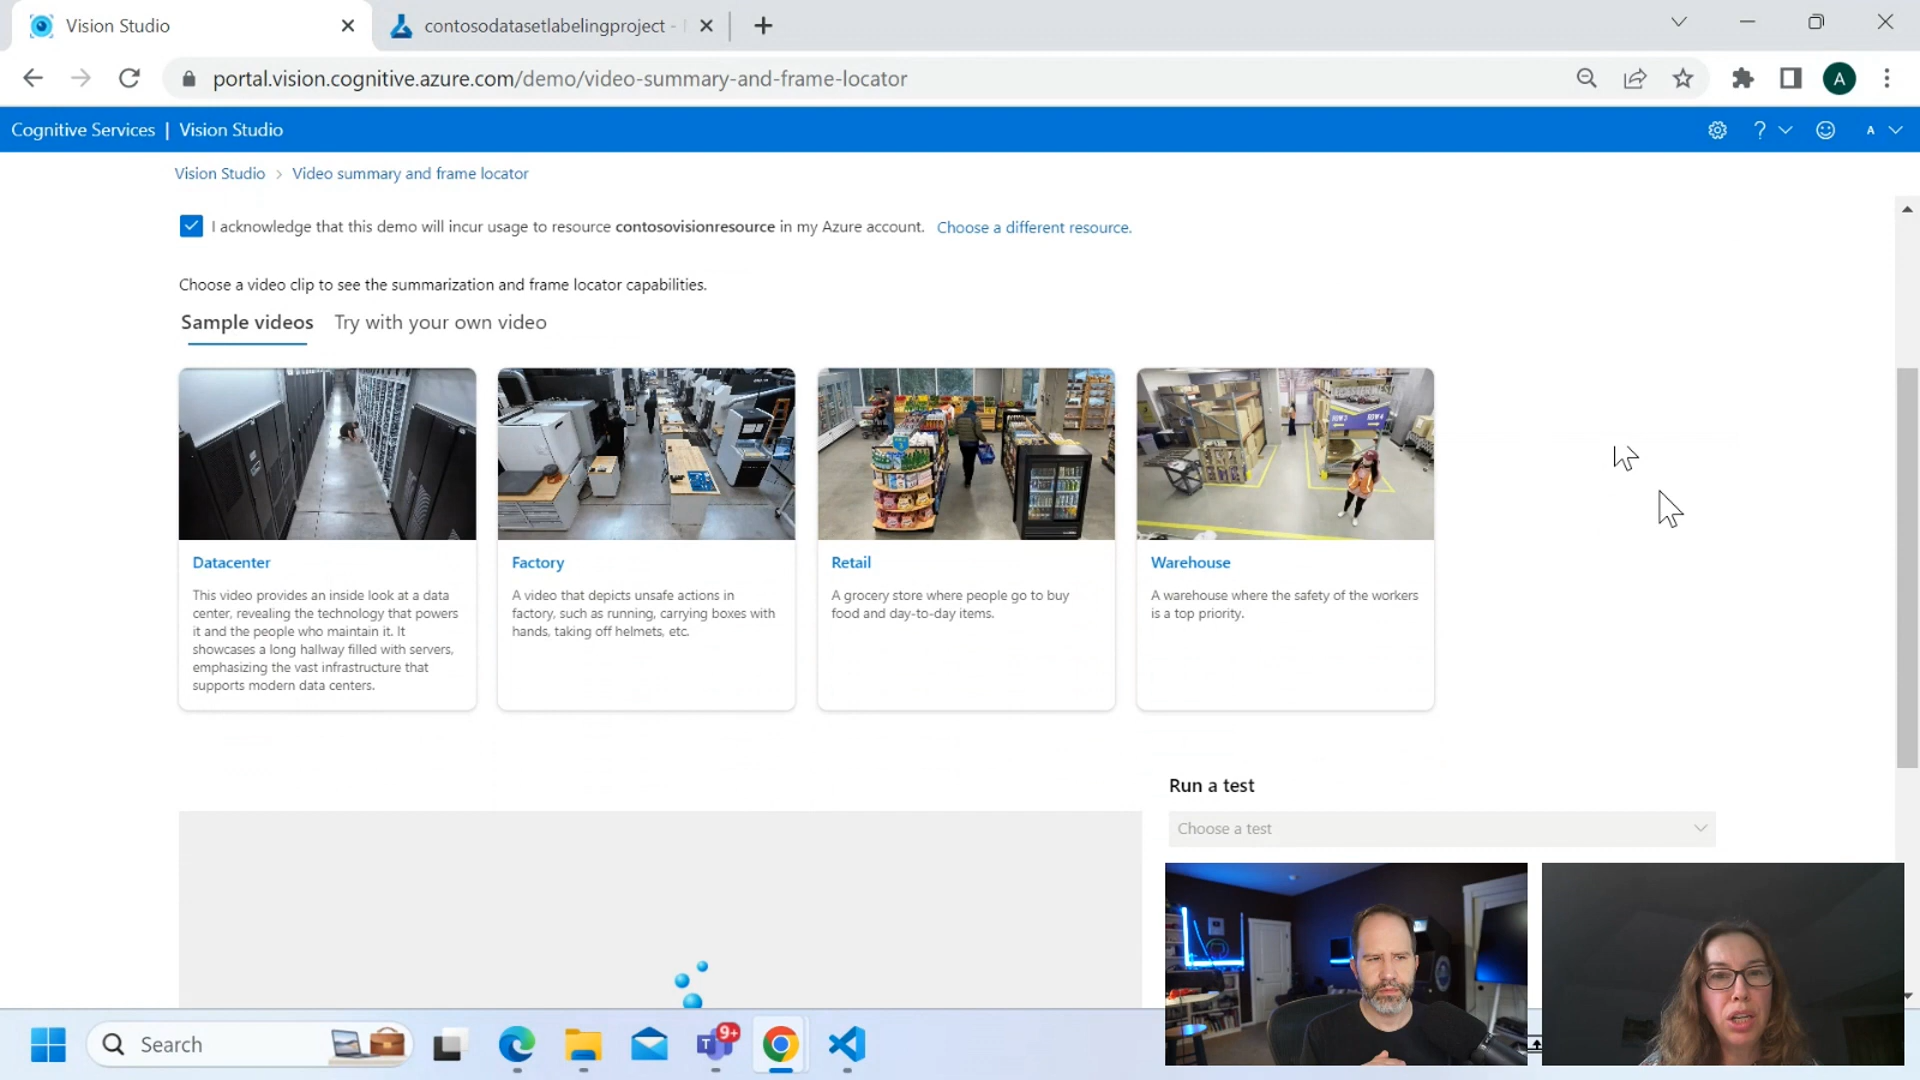 Vision Studio
contosodatasetlabelingproject -
portal.vision.cognitive.azure.com/demo/video-summary-and-frame-locator
A
Cognitive Services | Vision Studio
? A
Vision Studio > Video summary and frame locator
I acknowledge that this demo will incur usage to resource contosovisionresource in my Azure account. Choose a different resource.
Choose a video clip to see the summarization and frame locator capabilities.
Sample videos Try with your own video
Datacenter
This video provides an inside look at a data
center, revealing the technology that powers
it and the people who maintain it. It
showcases a long hallway filled with servers,
emphasizing the vast infrastructure that
supports modern data centers.
Factory
A video that depicts unsafe actions in
factory, such as running, carrying boxes with
hands, taking off helmets, etc.
Retail
A grocery store where people go to buy
food and day-to-day items.
ROW 3 ROW 4
Warehouse
A warehouse where the safety of the workers
is a top priority.
Run a test
Choose a test
Search
T
9+